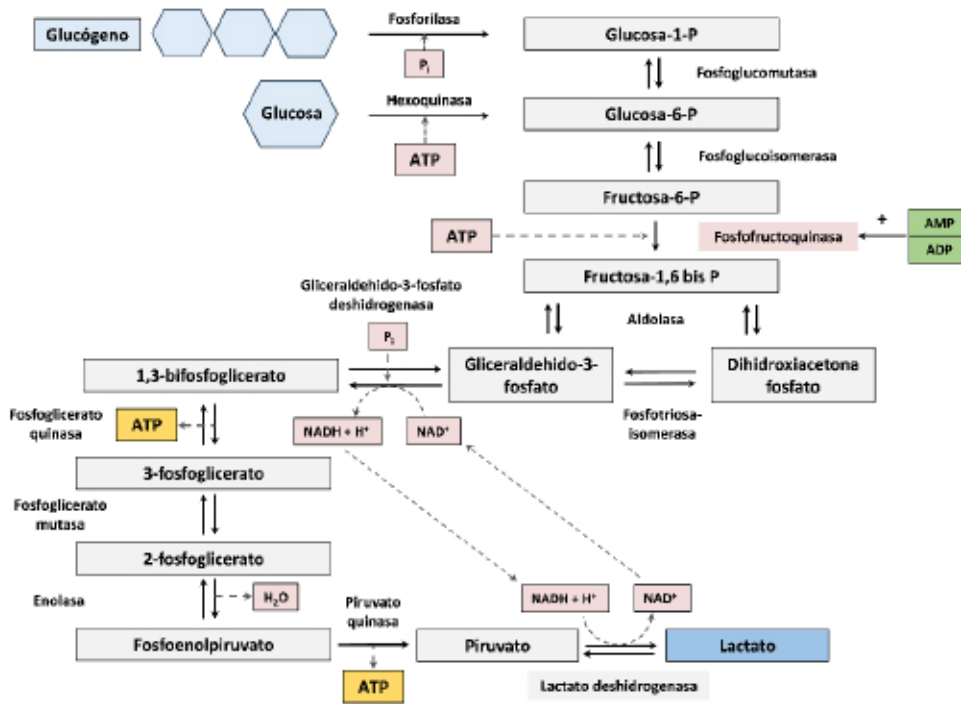 Glucógeno
Fosforilasa
Pi
Glucosa-1-P
Fosfoglucomutasa
Glucosa
Hexoquinasa
ATP
Glucosa-6-P
Fosfoglucoisomerasa
Fructosa-6-P
ATP
Fosfofructoquinasa
+
AMP
ADP
Fructosa-1,6 bis P
Aldolasa
Gliceraldehido-3-fosfato
deshidrogenasa
Pi
1,3-bifosfoglicerato
Gliceraldehido-3-
fosfato
Dihidroxiacetona
fosfato
Fosfotriosa-
isomerasa
Fosfoglicerato
quinasa
ATP
NADH + H⁺
NAD⁺
3-fosfoglicerato
Fosfoglicerato
mutasa
2-fosfoglicerato
Enolasa
H₂O
NADH + H⁺
NAD⁺
Fosfoenolpiruvato
Piruvato
quinasa
ATP
Piruvato
Lactato
Lactato deshidrogenasa